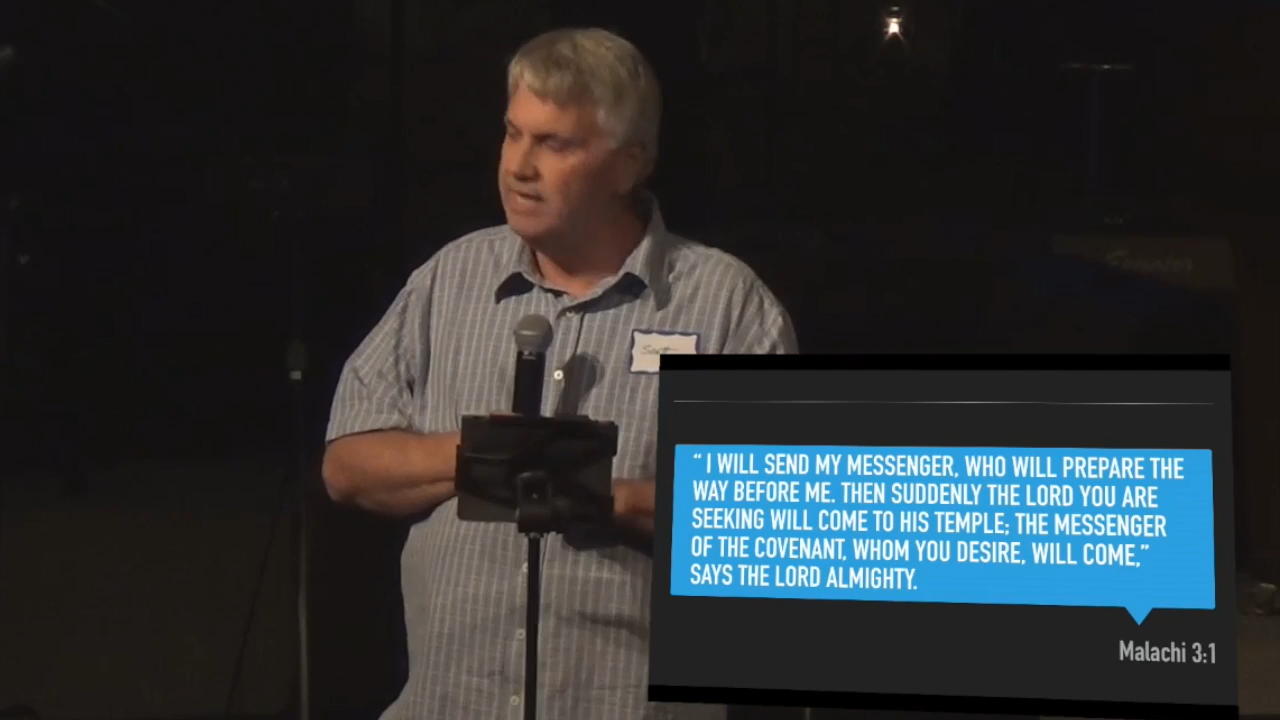 Scott
“ I WILL SEND MY MESSENGER, WHO WILL PREPARE THE
WAY BEFORE ME. THEN SUDDENLY THE LORD YOU ARE
SEEKING WILL COME TO HIS TEMPLE; THE MESSENGER
OF THE COVENANT, WHOM YOU DESIRE, WILL COME,”
SAYS THE LORD ALMIGHTY.
Malachi 3:1